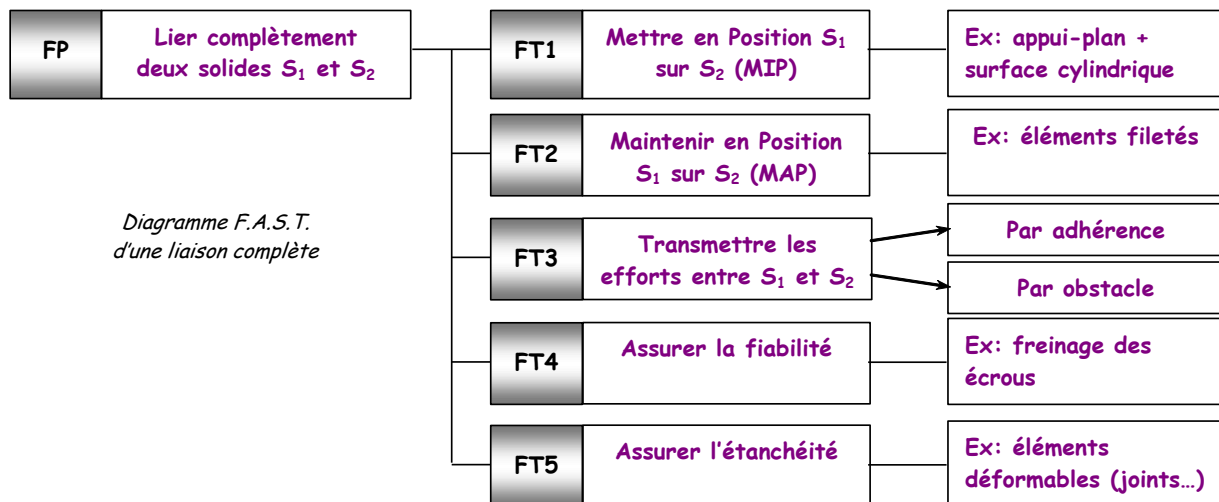 FP
Lier complètement
deux solides S₁ et S₂
FT1
Mettre en Position S₁
sur S₂ (MIP)
Ex: appui-plan +
surface cylindrique
FT2
Maintenir en Position
S₁ sur S₂ (MAP)
Ex: éléments filetés
Diagramme F.A.S.T.
d'une liaison complète
FT3
Transmettre les
efforts entre S₁ et S₂
Par adhérence
Par obstacle
FT4
Assurer la fiabilité
Ex: freinage des
écrous
FT5
Assurer l'étanchéité
Ex: éléments
déformables (joints…)